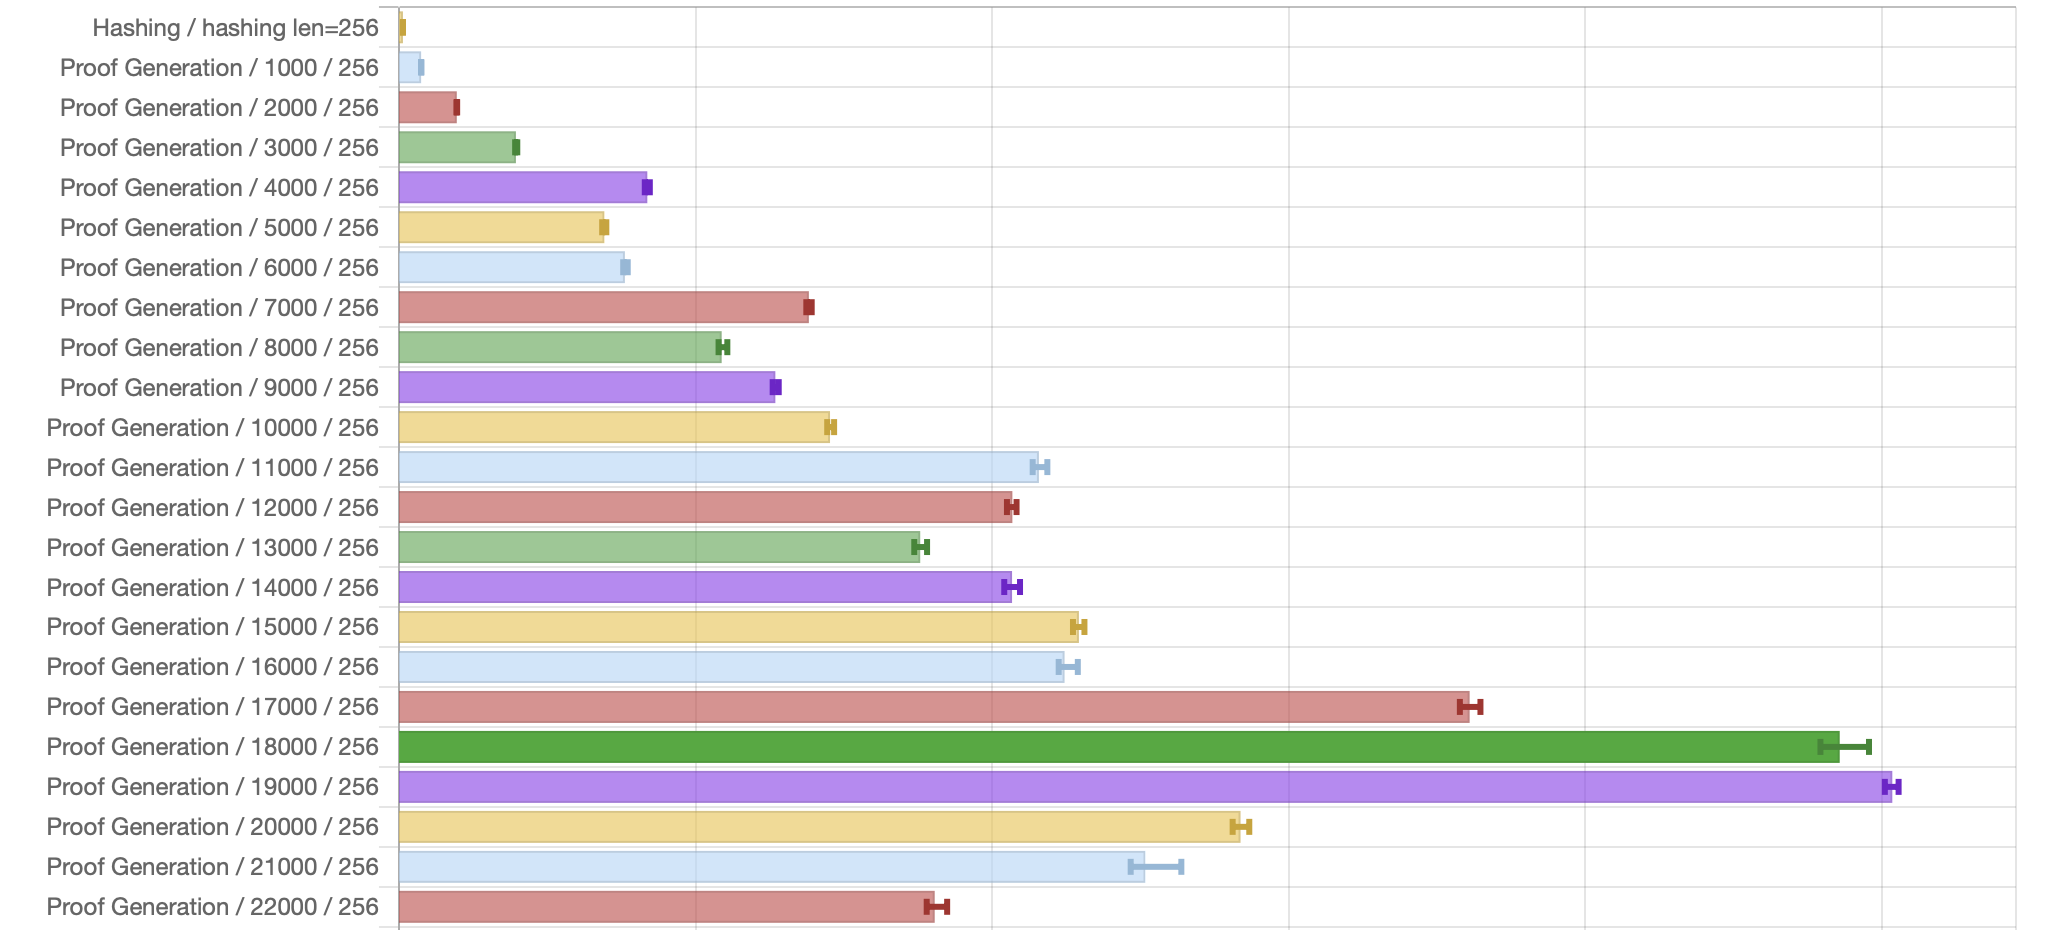 Hashing / hashing len=256
Proof Generation / 1000 / 256
Proof Generation / 2000 / 256
Proof Generation / 3000 / 256
Proof Generation / 4000 / 256
Proof Generation / 5000 / 256
Proof Generation / 6000 / 256
Proof Generation / 7000 / 256
Proof Generation / 8000 / 256
Proof Generation / 9000 / 256
Proof Generation / 10000 / 256
Proof Generation / 11000 / 256
Proof Generation / 12000 / 256
Proof Generation / 13000 / 256
Proof Generation / 14000 / 256
Proof Generation / 15000 / 256
Proof Generation / 16000 / 256
Proof Generation / 17000 / 256
Proof Generation / 18000 / 256
Proof Generation / 19000 / 256
Proof Generation / 20000 / 256
Proof Generation / 21000 / 256
Proof Generation / 22000 / 256